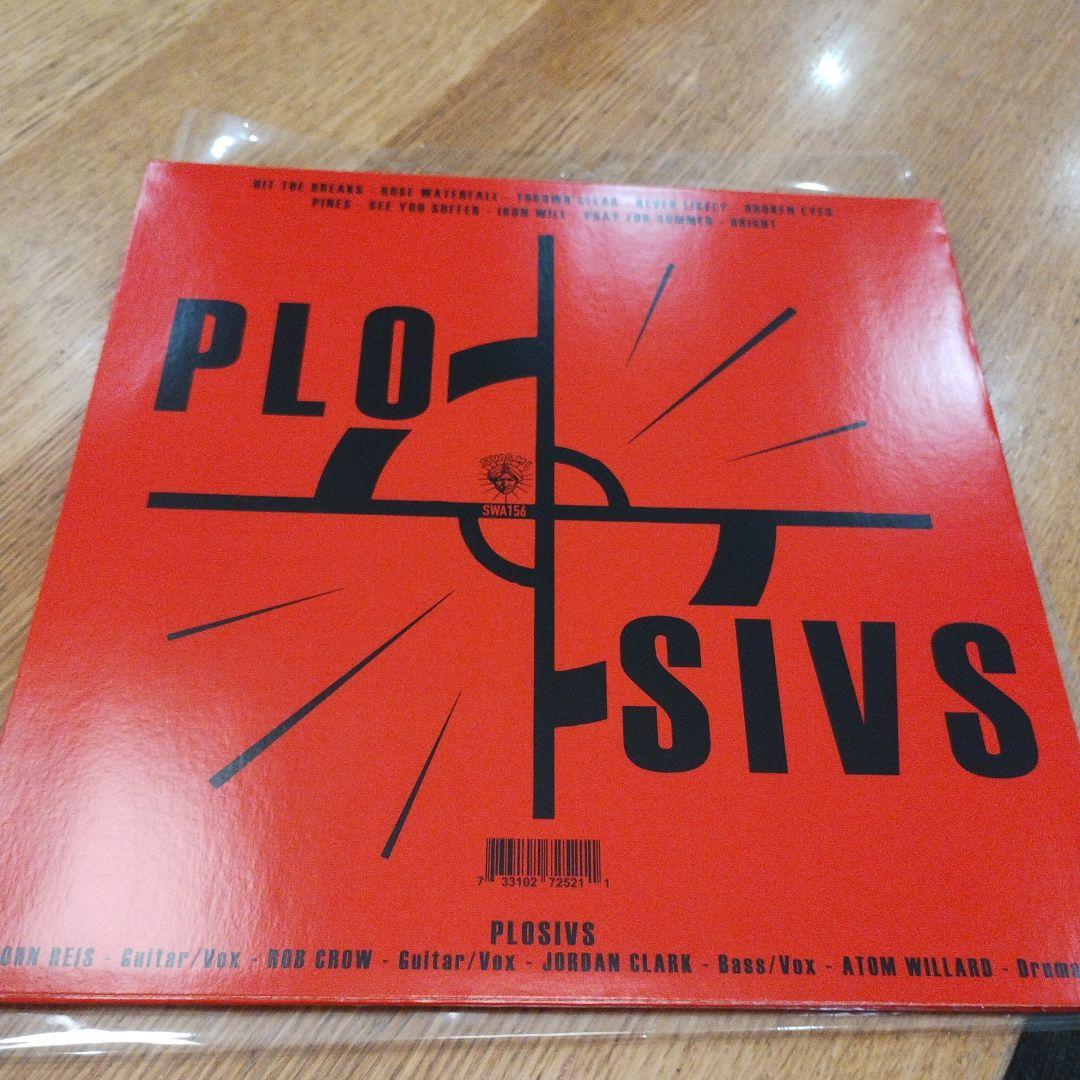 HIT THE BREAKS - ROSE WATERFALL - THROWN CLEAR - NEVER LIKELY - BROKEN EYES
PINES - SEE YOU SUFFER - IRON WILL - PRAY FOR SUMMER - BRIGHT
PLO
SWAMI
SWA156
SIVS
7 33102 72521 1
PLOSIVS
OHN REIS - Guitar/Vox - ROB CROW - Guitar/Vox - JORDAN CLARK - Bass/Vox - ATOM WILLARD - Drum